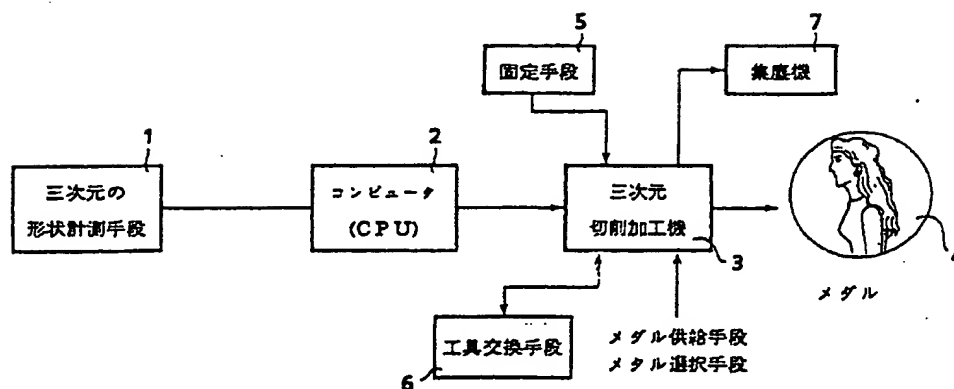 5
固定手段
7
集塵機
1
三次元の
形状計測手段
2
コンピュータ
(CPU)
三次元
切削加工機
3
4
メダル
工具交換手段
6
メダル供給手段
メタル選択手段